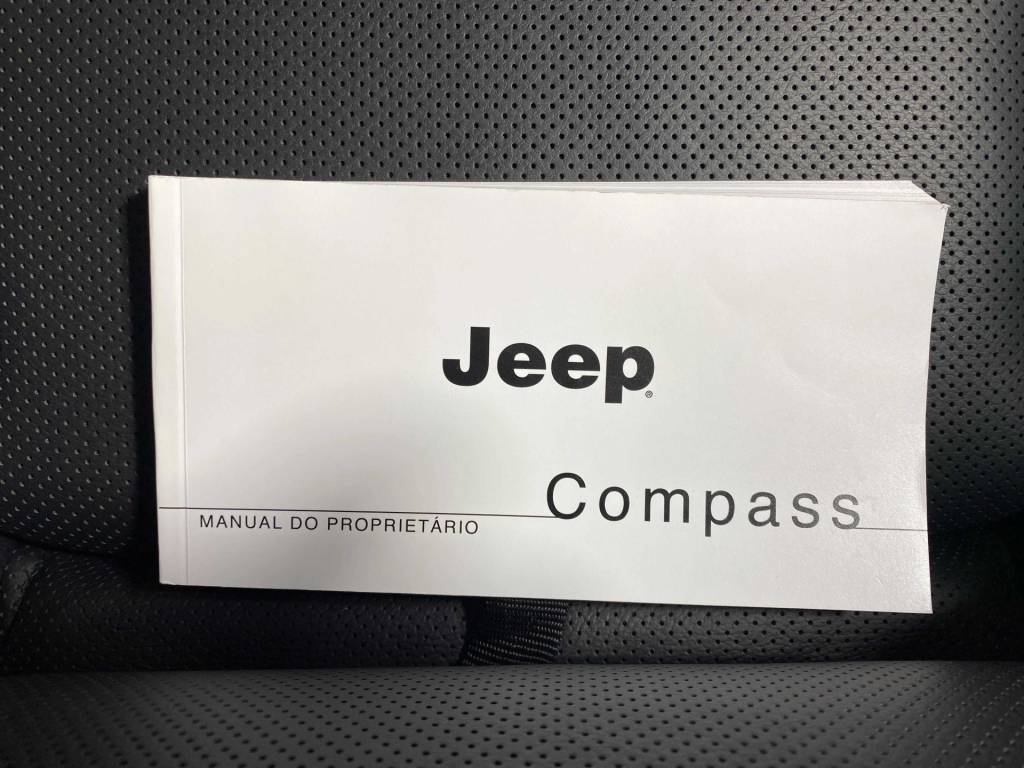 Jeep®
Compass
MANUAL DO PROPRIETÁRIO